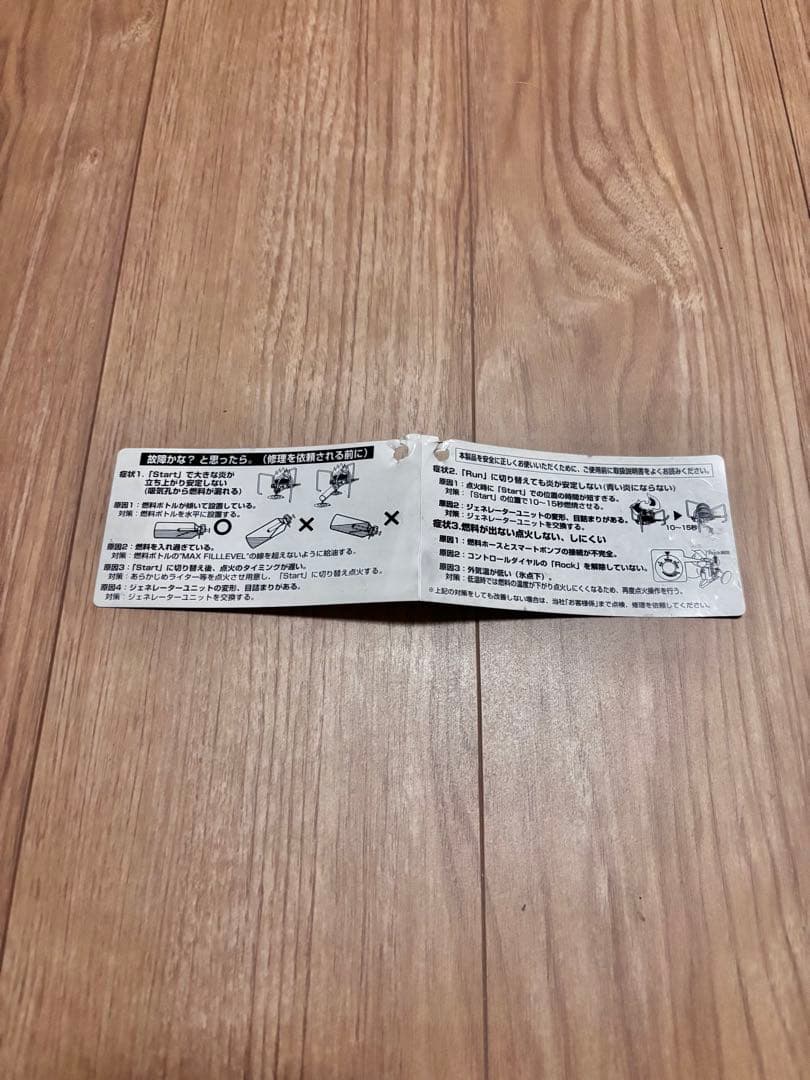 故障かな? と思ったら。(修理を依頼される前に)
症状1.「Start」で大きな炎が
立ち上がり安定しない
(吸気孔から燃料が漏れる)
原因1:燃料ボトルが傾いて設置している。
対策:燃料ボトルを水平に設置する。
原因2:燃料を入れ過ぎている。
対策:燃料ボトルの"MAX FILLLEVEL"の線を超えないように給油する。
原因3:「Start」に切り替え後、点火のタイミングが遅い。
対策:あらかじめライター等を点火させ用意し、「Start」に切り替え点火する。
原因4:ジェネレーターユニットの変形、目詰まりがある。
対策:ジェネレーターユニットを交換する。
本製品を安全に正しくお使いいただくために、ご使用前に取扱説明書をよくお読みください。
症状2.「Run」に切り替えても炎が安定しない(青い炎にならない)
原因1:点火時に「Start」での位置の時間が短すぎる。
対策:「Start」の位置で10~15秒燃焼させる。
原因2:ジェネレーターユニットの変形、目詰まりがある。
対策:ジェネレーターユニットを交換する。
10~15秒
症状3.燃料が出ない点火しない、しにくい
原因1:燃料ホースとスマートポンプの接続が不完全。
原因2:コントロールダイヤルの「Rock」を解除していない。
原因3:外気温が低い(氷点下)。
対策:低温時では燃料の温度が下がり点火しにくくなるため、再度点火操作を行う。
※上記の対策をしても改善しない場合は、当社「お客様係」まで点検、修理を依頼してください。